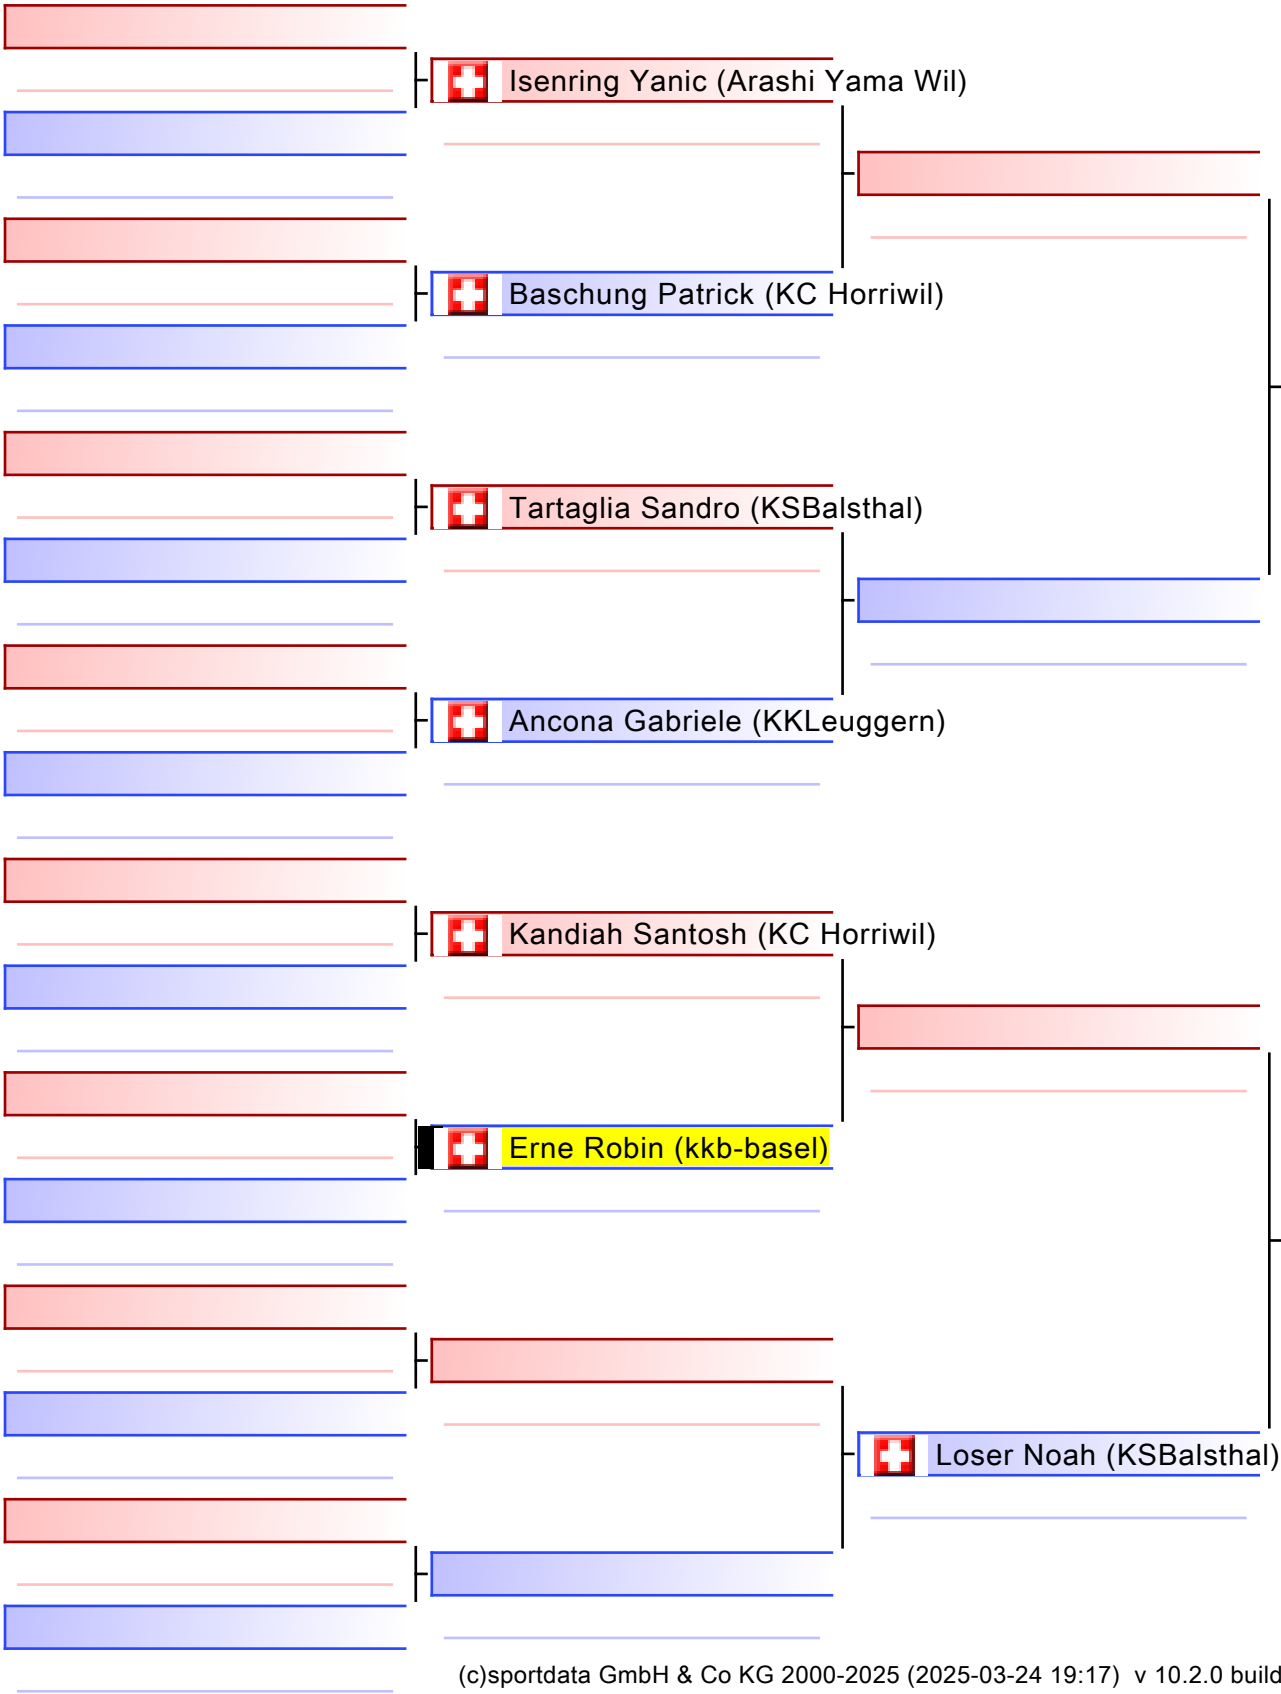 Isenring Yanic (Arashi Yama Wil)
Baschung Patrick (KC Horriwil)
Tartaglia Sandro (KSBalsthal)
Ancona Gabriele (KKLeuggern)
Kandiah Santosh (KC Horriwil)
Erne Robin (kkb-basel)
Loser Noah (KSBalsthal)
(c)sportdata GmbH & Co KG 2000-2025 (2025-03-24 19:17) v 10.2.0 build